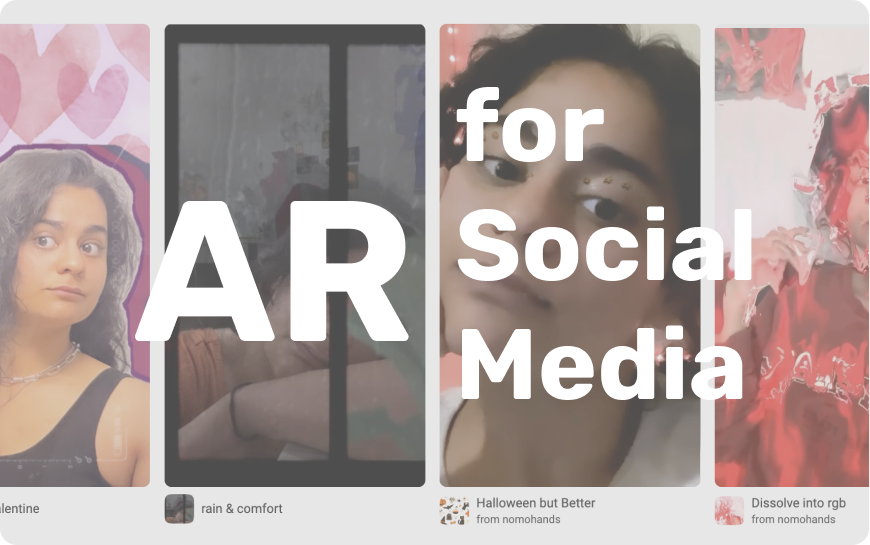 AR
for
Social
Media
alentine
rain & comfort
Halloween but Better
from nomohands
Dissolve into rgb
from nomohands